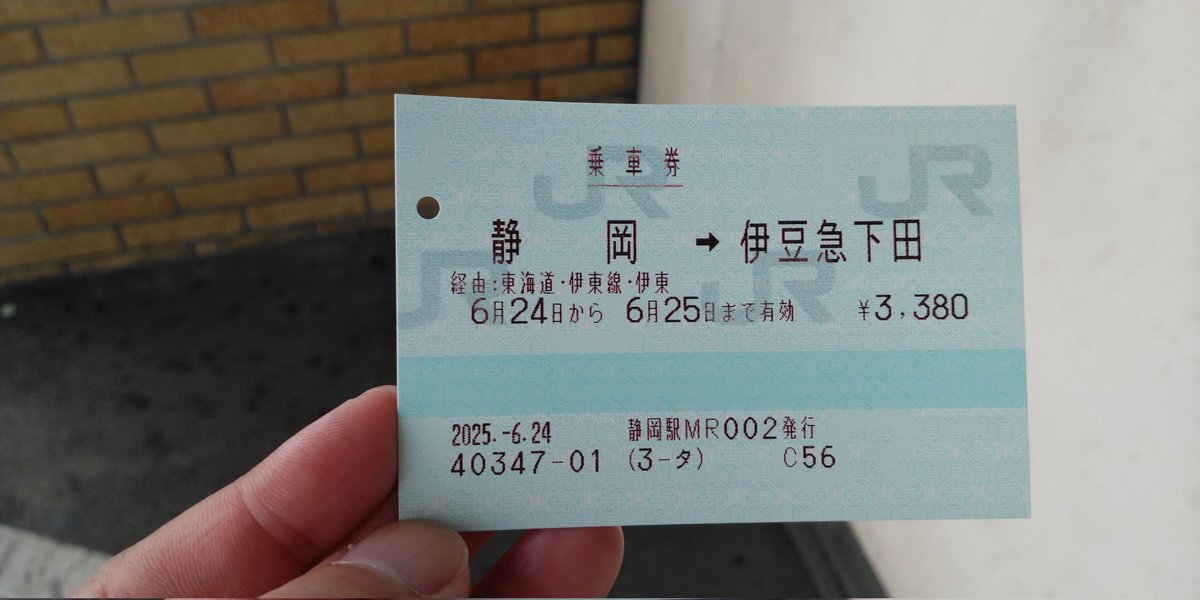 乗車券
静岡 → 伊豆急下田
経由:東海道・伊東線・伊東
6月24日から 6月25日まで有効 ¥3,380
2025.-6.24 静岡駅MR002発行
40347-01 (3-タ) C56
JR
JR
JR